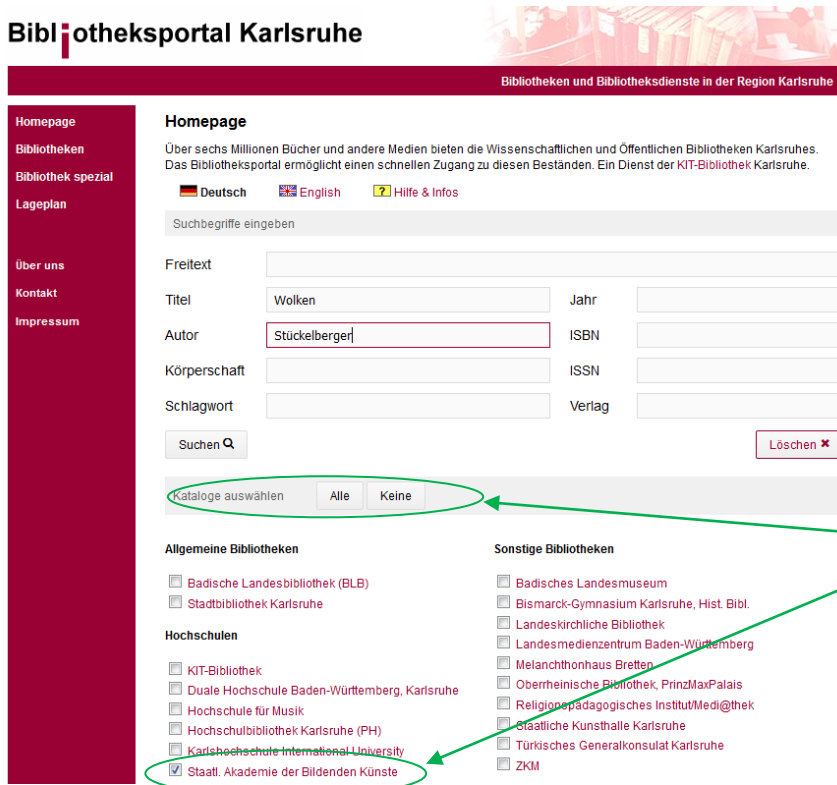 Bibliotheksportal Karlsruhe
Bibliotheken und Bibliotheksdienste in der Region Karlsruhe
Homepage
Bibliotheken
Bibliothek spezial
Lageplan
Über uns
Kontakt
Impressum
Homepage
Über sechs Millionen Bücher und andere Medien bieten die Wissenschaftlichen und Öffentlichen Bibliotheken Karlsruhes.
Das Bibliotheksportal ermöglicht einen schnellen Zugang zu diesen Beständen. Ein Dienst der KIT-Bibliothek Karlsruhe.
Deutsch English ? Hilfe & Infos
Suchbegriffe eingeben
Freitext
Titel Wolken Jahr
Autor Stückelberger ISBN
Körperschaft ISSN
Schlagwort Verlag
Suchen Löschen ✖
Kataloge auswählen Alle Keine
Allgemeine Bibliotheken
Badische Landesbibliothek (BLB)
Stadtbibliothek Karlsruhe
Hochschulen
KIT-Bibliothek
Duale Hochschule Baden-Württemberg, Karlsruhe
Hochschule für Musik
Hochschulbibliothek Karlsruhe (PH)
Karlshochschule International University
Staatl. Akademie der Bildenden Künste
Sonstige Bibliotheken
Badisches Landesmuseum
Bismarck-Gymnasium Karlsruhe, Hist. Bibl.
Landeskirchliche Bibliothek
Landesmedienzentrum Baden-Württemberg
Melanchthonhaus Bretten
Oberrheinische Bibliothek, PrinzMaxPalais
Religionspädagogisches Institut/Medi@thek
Staatliche Kunsthalle Karlsruhe
Türkisches Generalkonsulat Karlsruhe
ZKM